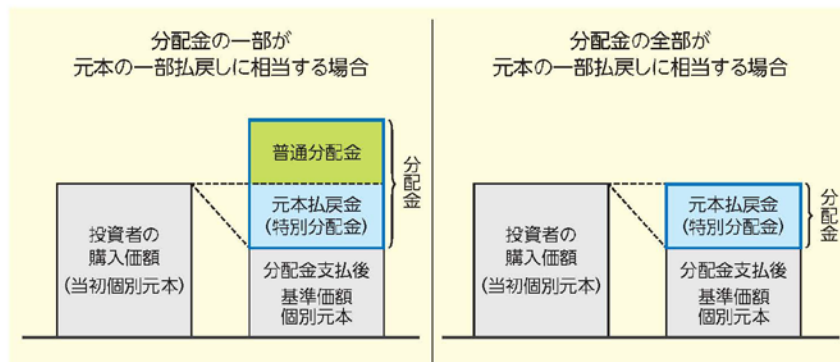 分配金の一部が
元本の一部払戻しに相当する場合
普通分配金
元本払戻金
(特別分配金)
分配金
投資者の
購入価額
(当初個別元本)
分配金支払後
基準価額
個別元本
分配金の全部が
元本の一部払戻しに相当する場合
元本払戻金
(特別分配金)
分配金
投資者の
購入価額
(当初個別元本)
分配金支払後
基準価額
個別元本